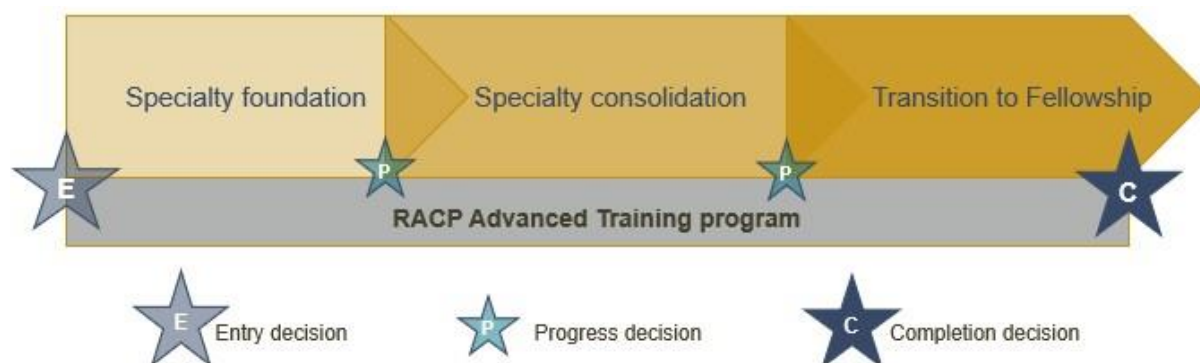 Specialty foundation
Specialty consolidation
Transition to Fellowship
E
P
P
C
RACP Advanced Training program
E Entry decision
P Progress decision
C Completion decision